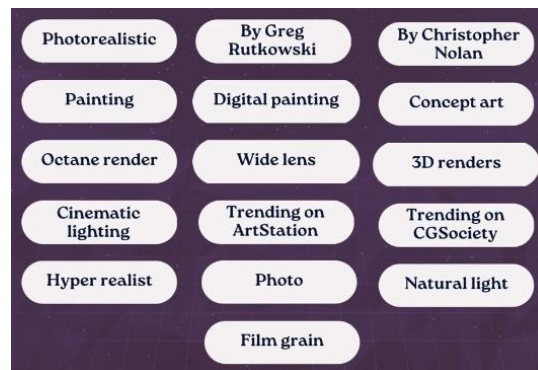 Photorealistic
By Greg
Rutkowski
By Christopher
Nolan
Painting
Digital painting
Concept art
Octane render
Wide lens
3D renders
Cinematic
lighting
Trending on
ArtStation
Trending on
CGSociety
Hyper realist
Photo
Natural light
Film grain